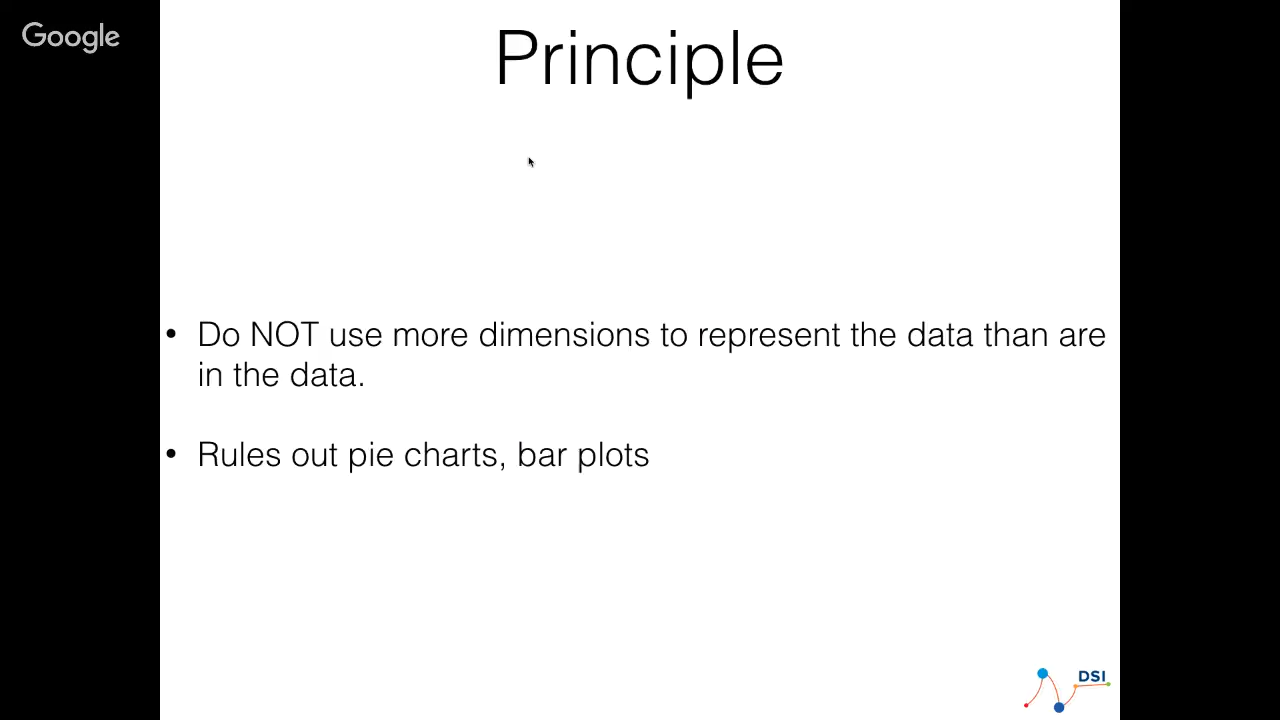 Google
Principle
• Do NOT use more dimensions to represent the data than are
in the data.
• Rules out pie charts, bar plots
DSI